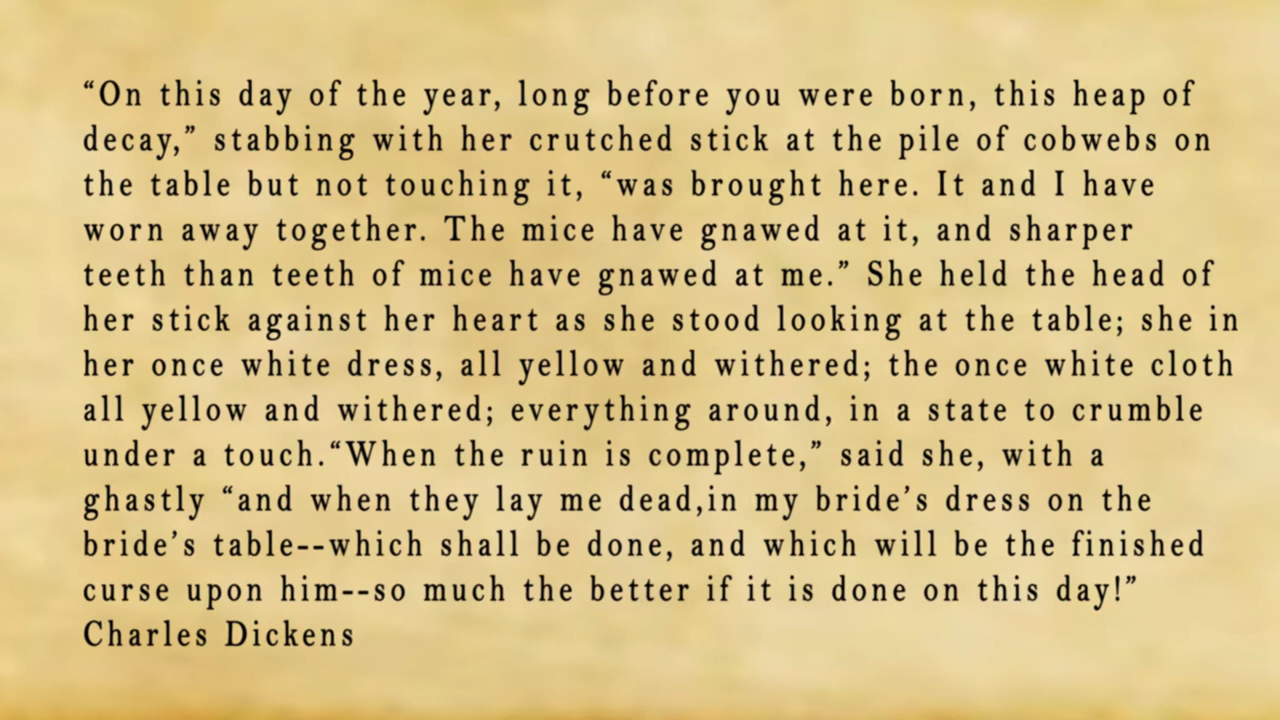 “On this day of the year, long before you were born, this heap of
decay,” stabbing with her crutched stick at the pile of cobwebs on
the table but not touching it, “was brought here. It and I have
worn away together. The mice have gnawed at it, and sharper
teeth than teeth of mice have gnawed at me.” She held the head of
her stick against her heart as she stood looking at the table; she in
her once white dress, all yellow and withered; the once white cloth
all yellow and withered; everything around, in a state to crumble
under a touch.“When the ruin is complete,” said she, with a
ghastly “and when they lay me dead,in my bride’s dress on the
bride’s table--which shall be done, and which will be the finished
curse upon him--so much the better if it is done on this day!”
Charles Dickens